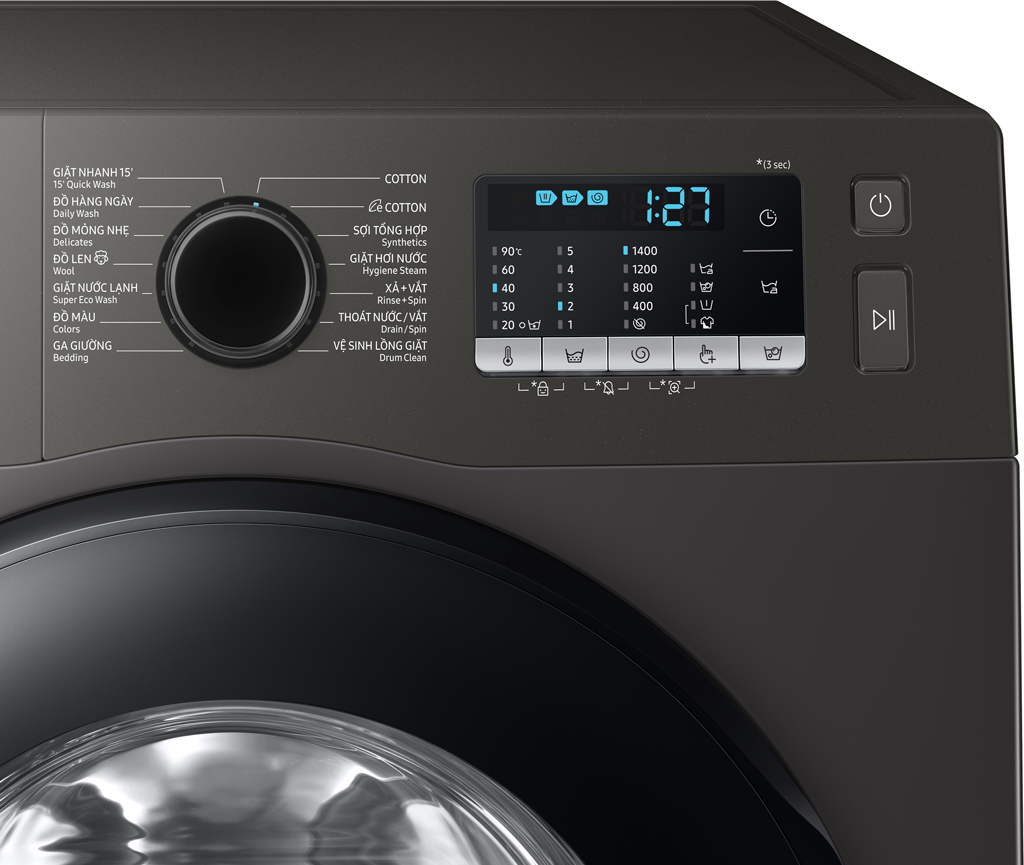 GIẶT NHANH 15'
15' Quick Wash
ĐỒ HÀNG NGÀY
Daily Wash
ĐỒ MỎNG NHẸ
Delicates
ĐỒ LEN
Wool
GIẶT NƯỚC LẠNH
Super Eco Wash
ĐỒ MÀU
Colors
GA GIƯỜNG
Bedding
COTTON
e COTTON
SỢI TỔNG HỢP
Synthetics
GIẶT HƠI NƯỚC
Hygiene Steam
XẢ+VẮT
Rinse+Spin
THOÁT NƯỚC/VẮT
Drain/Spin
VỆ SINH LỒNG GIẶT
Drum Clean
*(3 sec)
1:27
90℃ 5 1400
60 4 1200
40 3 800
30 2 400
20 1
* * *